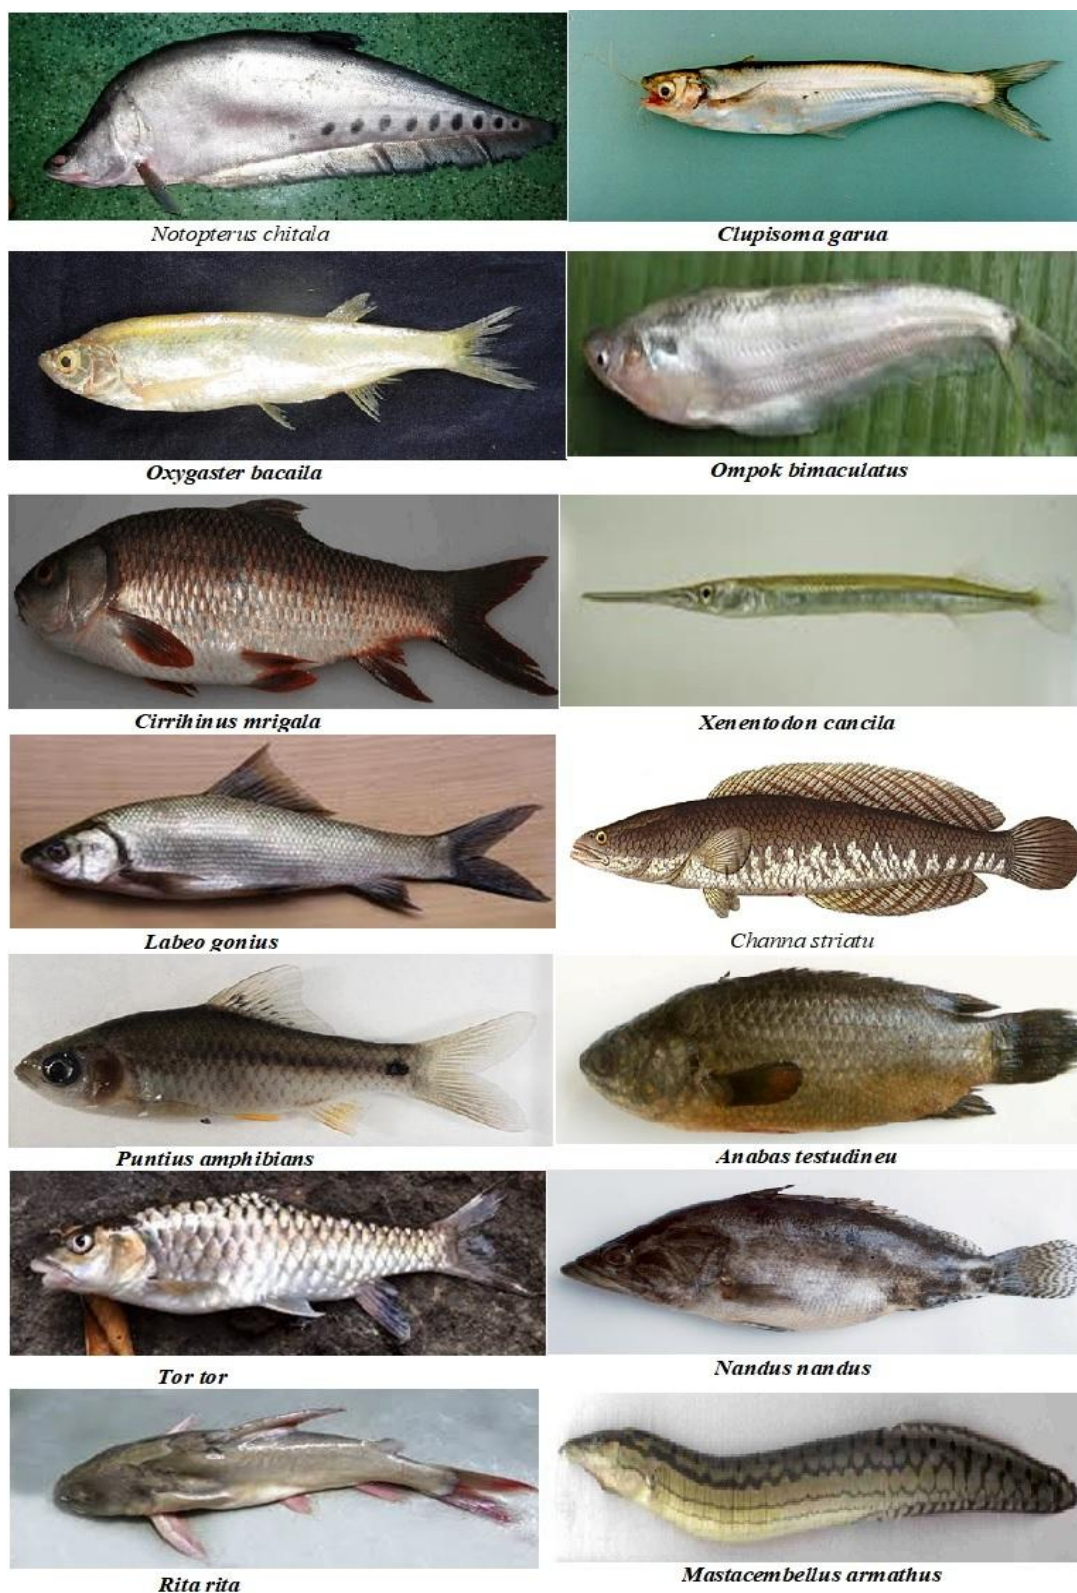 Notopterus chitala
Clupisoma garua
Oxygaster bacaila
Ompok bimaculatus
Cirrihinus mrigala
Xenentodon cancila
Labeo gonius
Channa striatu
Puntius amphibians
Anabas testudineu
Tor tor
Nandus nandus
Rita rita
Mastacembellus armathus